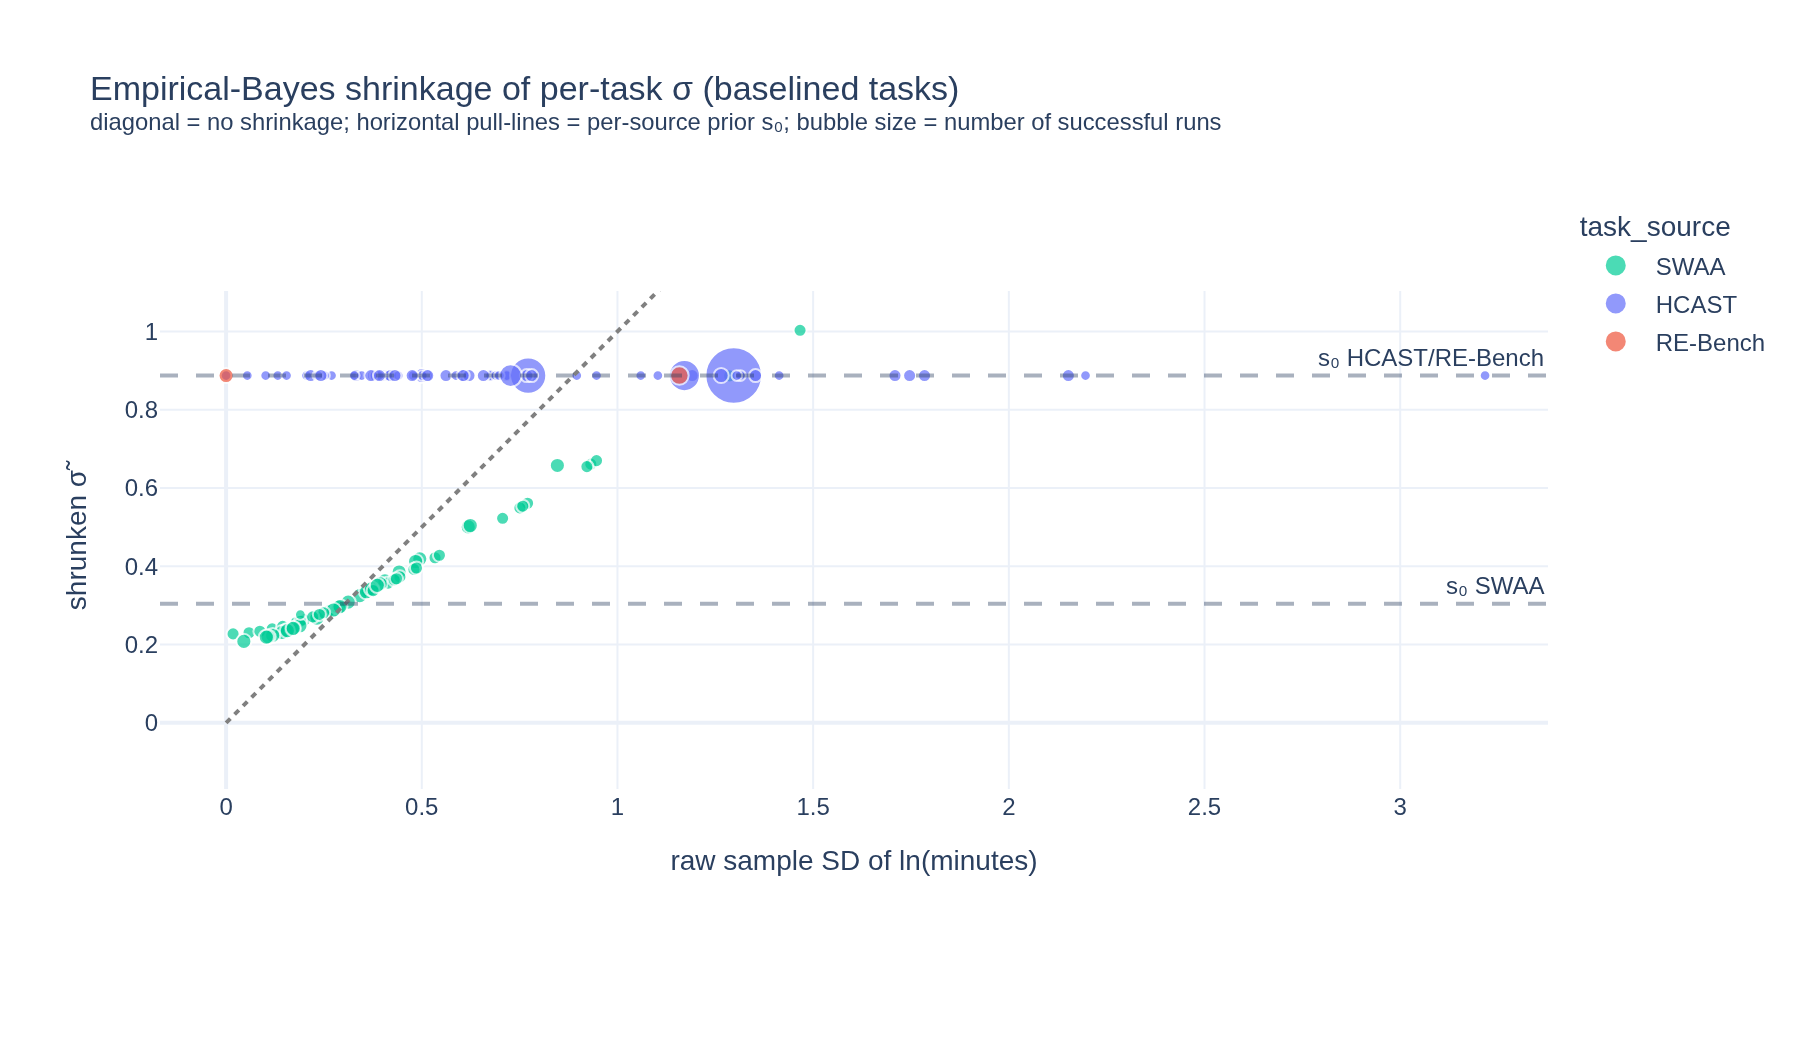 Empirical-Bayes shrinkage of per-task σ (baselined tasks)
diagonal = no shrinkage; horizontal pull-lines = per-source prior s₀; bubble size = number of successful runs
task_source
SWAA
HCAST
RE-Bench
s₀ HCAST/RE-Bench
s₀ SWAA
shrunken σ̃
1
0.8
0.6
0.4
0.2
0
0
0.5
1
1.5
2
2.5
3
raw sample SD of ln(minutes)